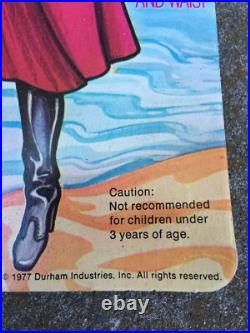 AND WAIST
Caution:
Not recommended
for children under
3 years of age.
© 1977 Durham Industries, Inc. All rights reserved.